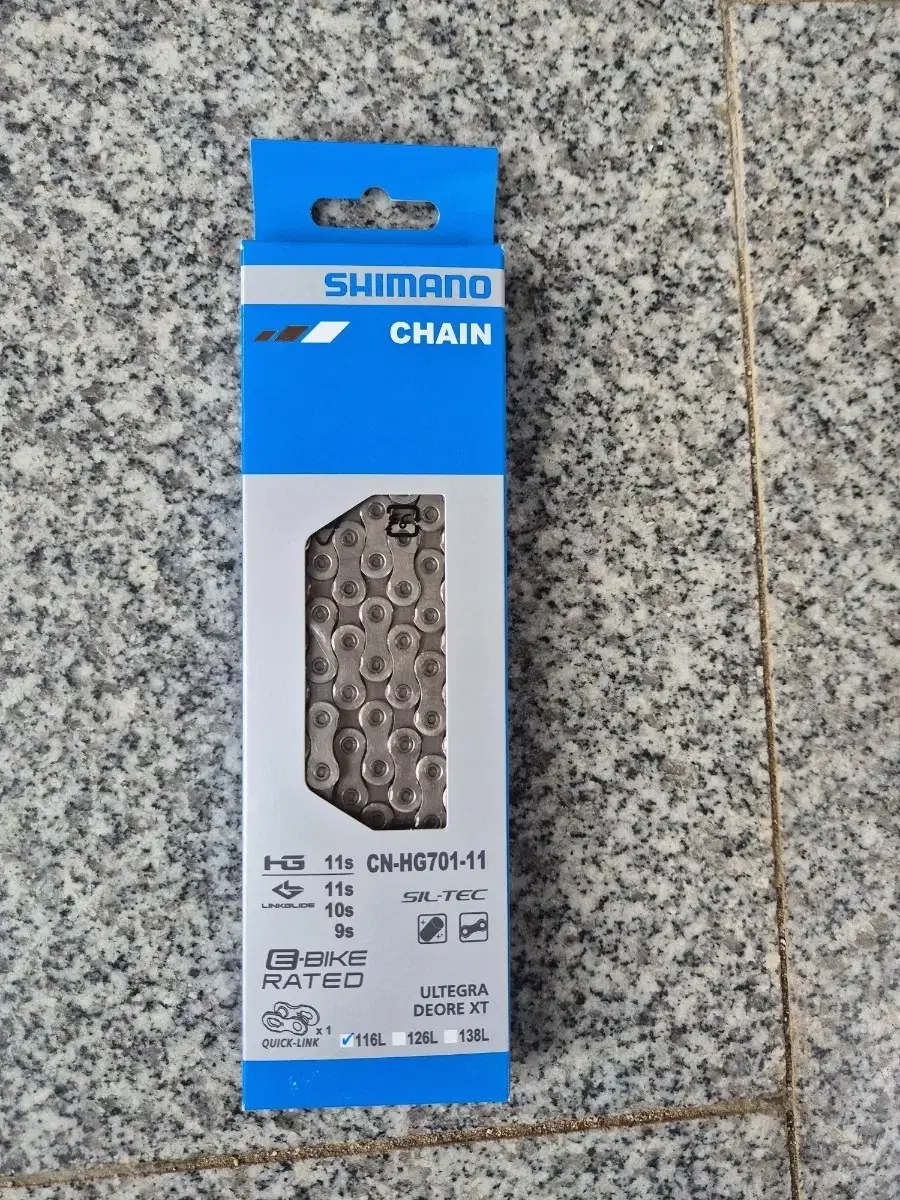 SHIMANO
CHAIN
HG 11s CN-HG701-11
LINKGLIDE 11s
10s
9s
SIL-TEC
E-BIKE
RATED
ULTEGRA
DEORE XT
x 1
QUICK-LINK
116L 126L 138L